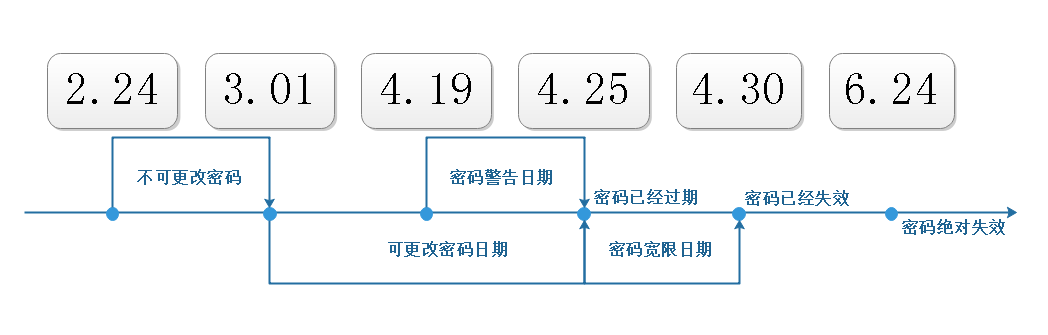 2.24
3.01
4.19
4.25
4.30
6.24
不可更改密码
密码警告日期
密码已经过期
密码已经失效
密码绝对失效
可更改密码日期
密码宽限日期